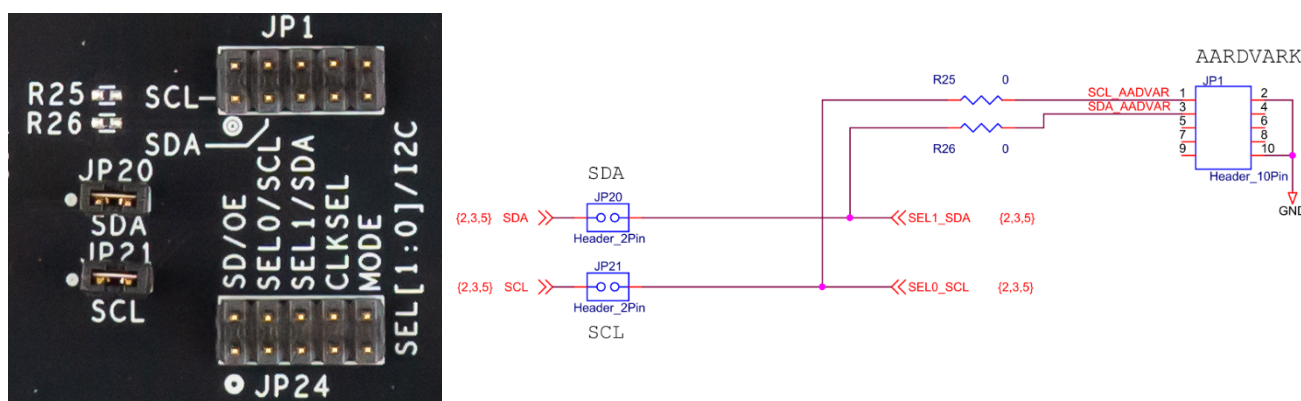 JP1
R25
SCL
R26
SDA
JP20
SDA
JP21
SCL
SD/OE
SEL0/SCL
SEL1/SDA
CLKSEL
MODE
SEL[1:0]/I2C
JP24
AARDVARK
JP1
R25 0
SCL_AADVAR 1 2
SDA_AADVAR 3 4
5 6
7 8
9 10
R26 0
Header_10Pin
GND
SDA
JP20
{2,3,5} SDA
SEL1_SDA {2,3,5}
Header_2Pin
JP21
{2,3,5} SCL
SEL0_SCL {2,3,5}
Header_2Pin
SCL